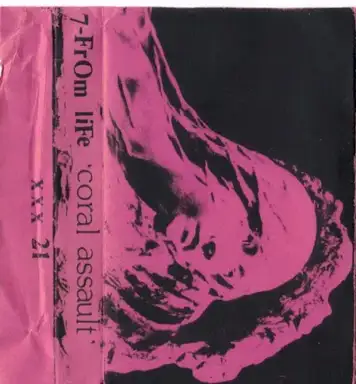 7-FrOm liFe 'coral assault'
xxx 21